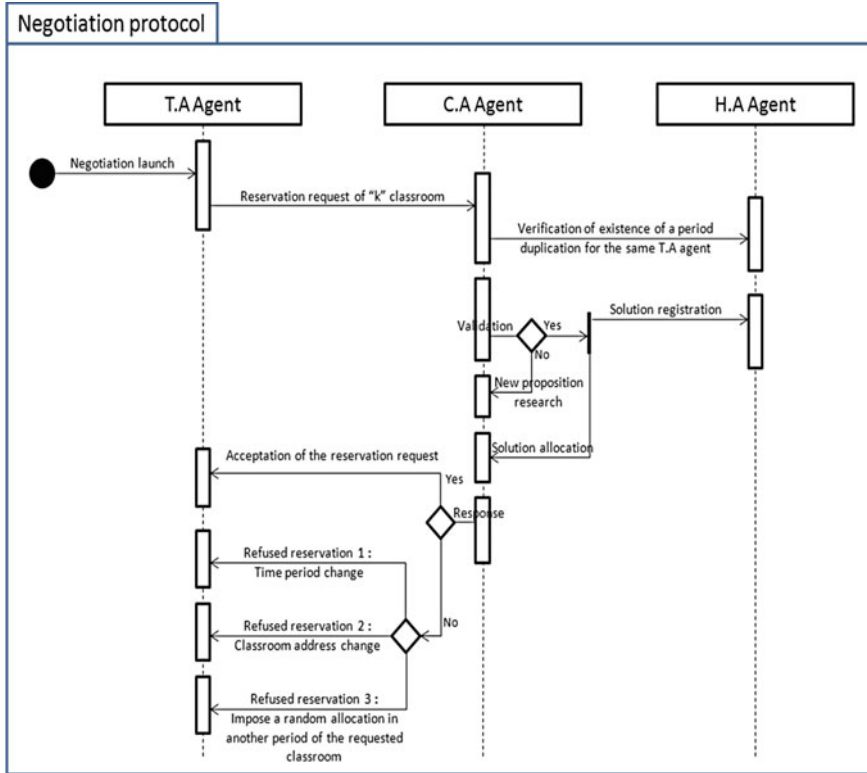 Negotiation protocol
T.A Agent
C.A Agent
H.A Agent
Negotiation launch
Reservation request of “k” classroom
Verification of existence of a period
duplication for the same T.A agent
Solution registration
Validation
Yes
No
New proposition
research
Solution allocation
Acceptation of the reservation request
Yes
Response
Refused reservation 1 :
Time period change
No
Refused reservation 2 :
Classroom address change
Refused reservation 3 :
Impose a random allocation in
another period of the requested
classroom